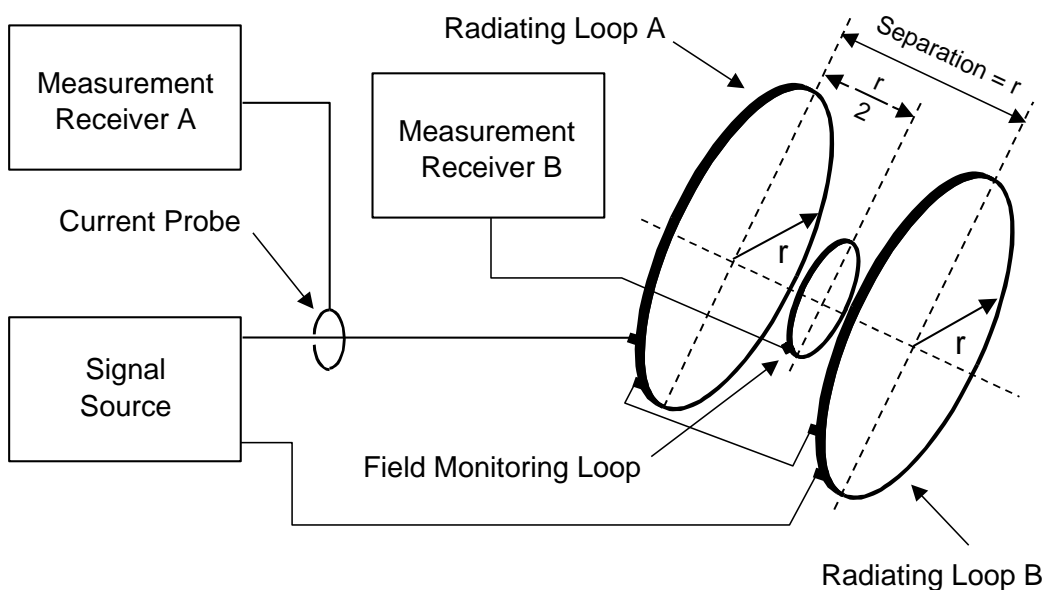 Radiating Loop A
Separation = r
r
2
Measurement
Receiver A
Measurement
Receiver B
Current Probe
r
r
Signal
Source
Field Monitoring Loop
Radiating Loop B